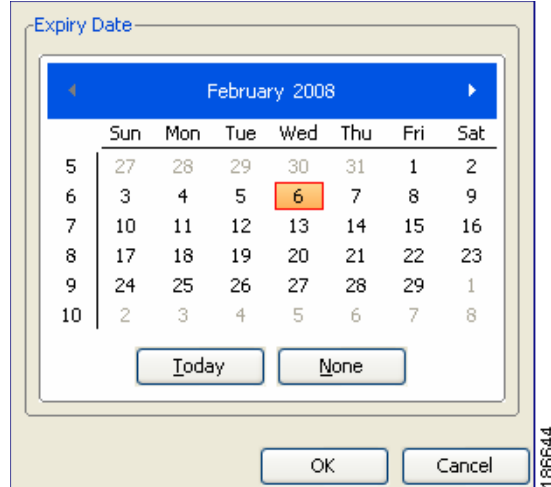 Expiry Date
February 2008
Sun Mon Tue Wed Thu Fri Sat
5 27 28 29 30 31 1 2
6 3 4 5 6 7 8 9
7 10 11 12 13 14 15 16
8 17 18 19 20 21 22 23
9 24 25 26 27 28 29 1
10 2 3 4 5 6 7 8
Today None
OK Cancel
186644